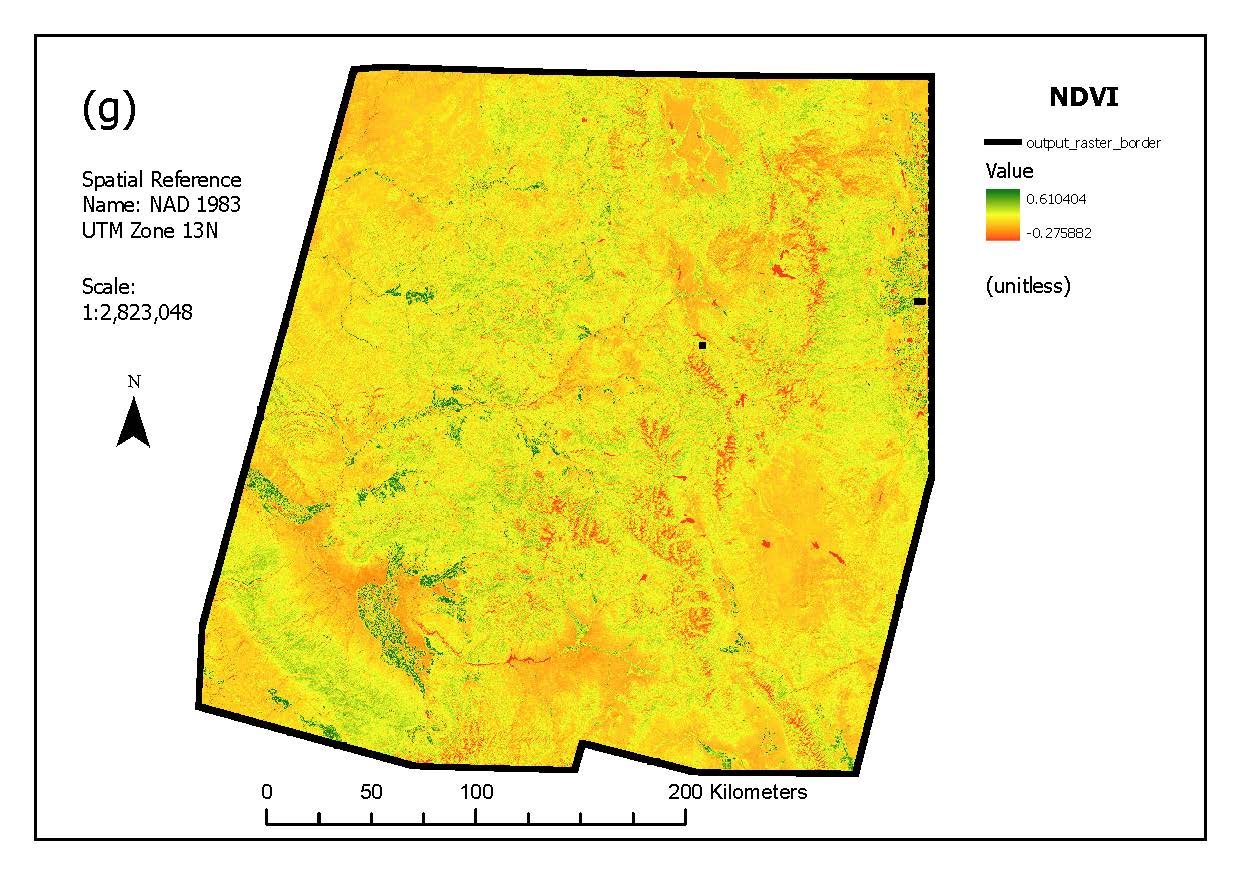 (g)
Spatial Reference
Name: NAD 1983
UTM Zone 13N
Scale:
1:2,823,048
N
NDVI
output_raster_border
Value
0.610404
-0.275882
(unitless)
0 50 100 200 Kilometers